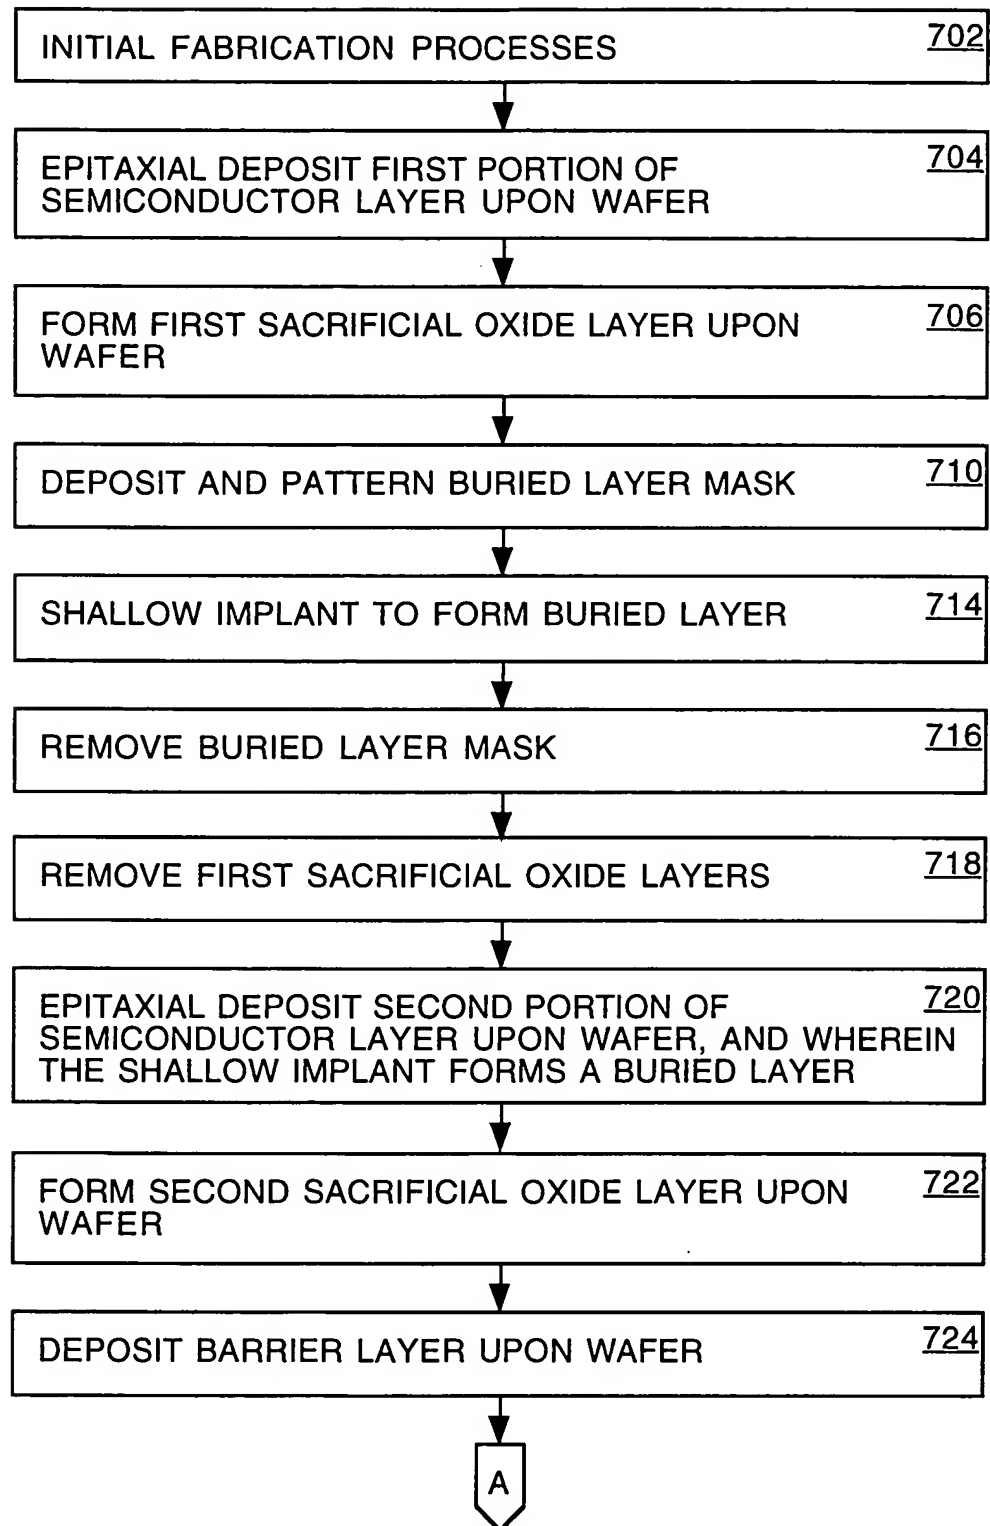 INITIAL FABRICATION PROCESSES 702
EPITAXIAL DEPOSIT FIRST PORTION OF 704
SEMICONDUCTOR LAYER UPON WAFER
FORM FIRST SACRIFICIAL OXIDE LAYER UPON 706
WAFER
DEPOSIT AND PATTERN BURIED LAYER MASK 710
SHALLOW IMPLANT TO FORM BURIED LAYER 714
REMOVE BURIED LAYER MASK 716
REMOVE FIRST SACRIFICIAL OXIDE LAYERS 718
EPITAXIAL DEPOSIT SECOND PORTION OF 720
SEMICONDUCTOR LAYER UPON WAFER, AND WHEREIN
THE SHALLOW IMPLANT FORMS A BURIED LAYER
FORM SECOND SACRIFICIAL OXIDE LAYER UPON 722
WAFER
DEPOSIT BARRIER LAYER UPON WAFER 724
A